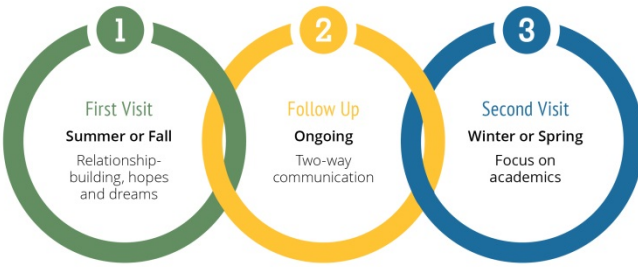 1
First Visit
Summer or Fall
Relationship-
building, hopes
and dreams
2
Follow Up
Ongoing
Two-way
communication
3
Second Visit
Winter or Spring
Focus on
academics